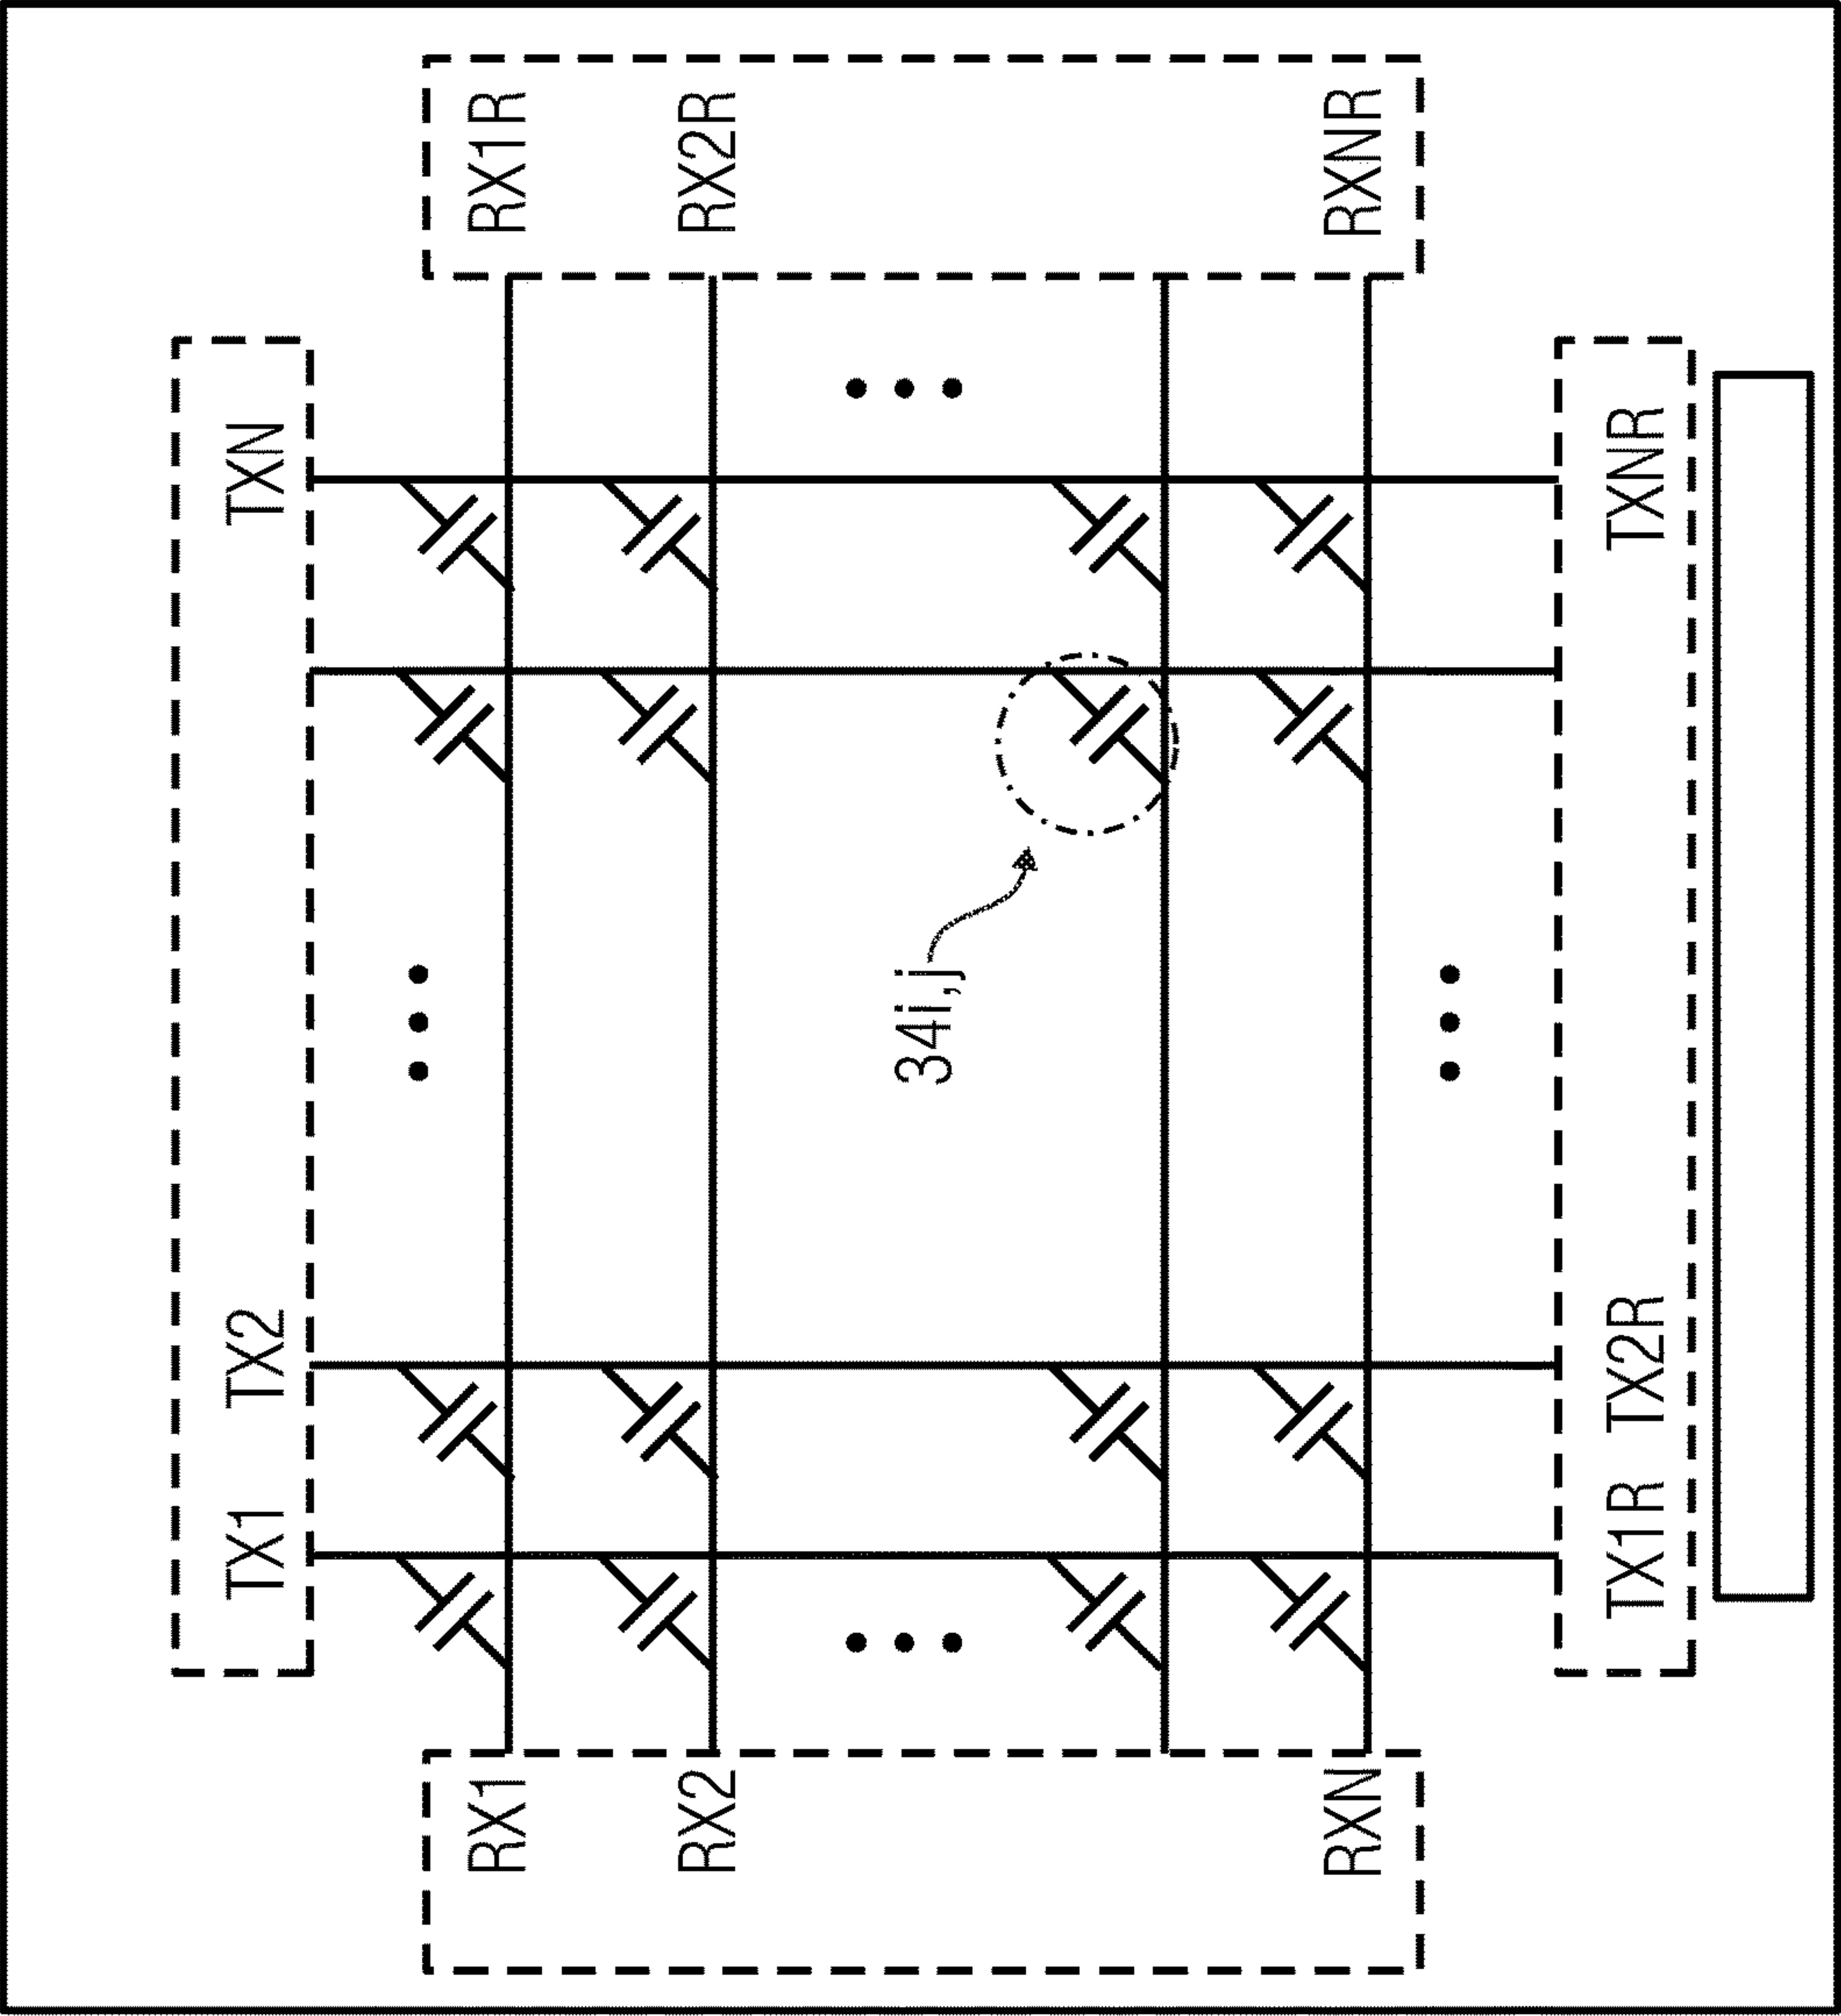 TX1 TX2 TXN
RX1 RX1R
RX2 RX2R
34i,j
RXN RXNR
TX1R TX2R TXNR